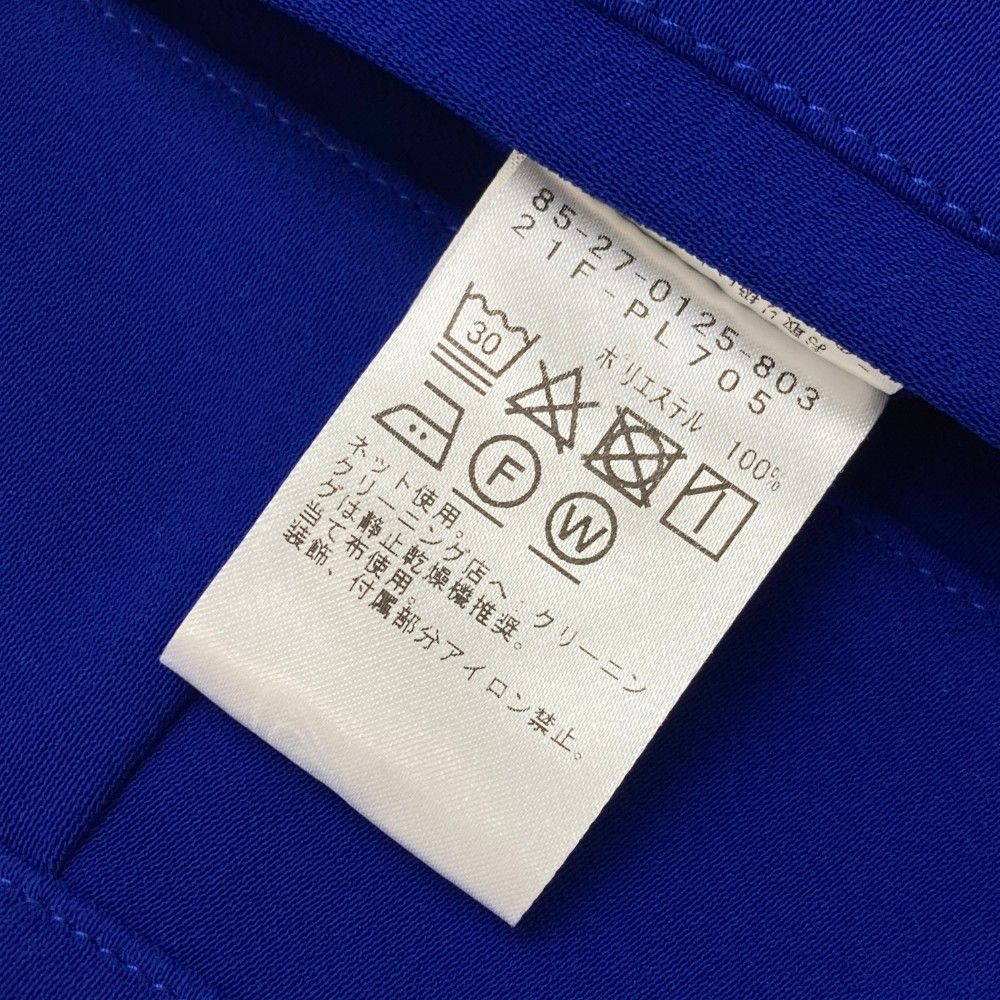 85-27-0125-803
21F-PL705
ポリエステル 100%
30
F
W
ネット使用。
クリーニング店へ・クリーニン
グは静止乾燥機推奨。
当て布使用。
装飾、付属部分アイロン禁止。